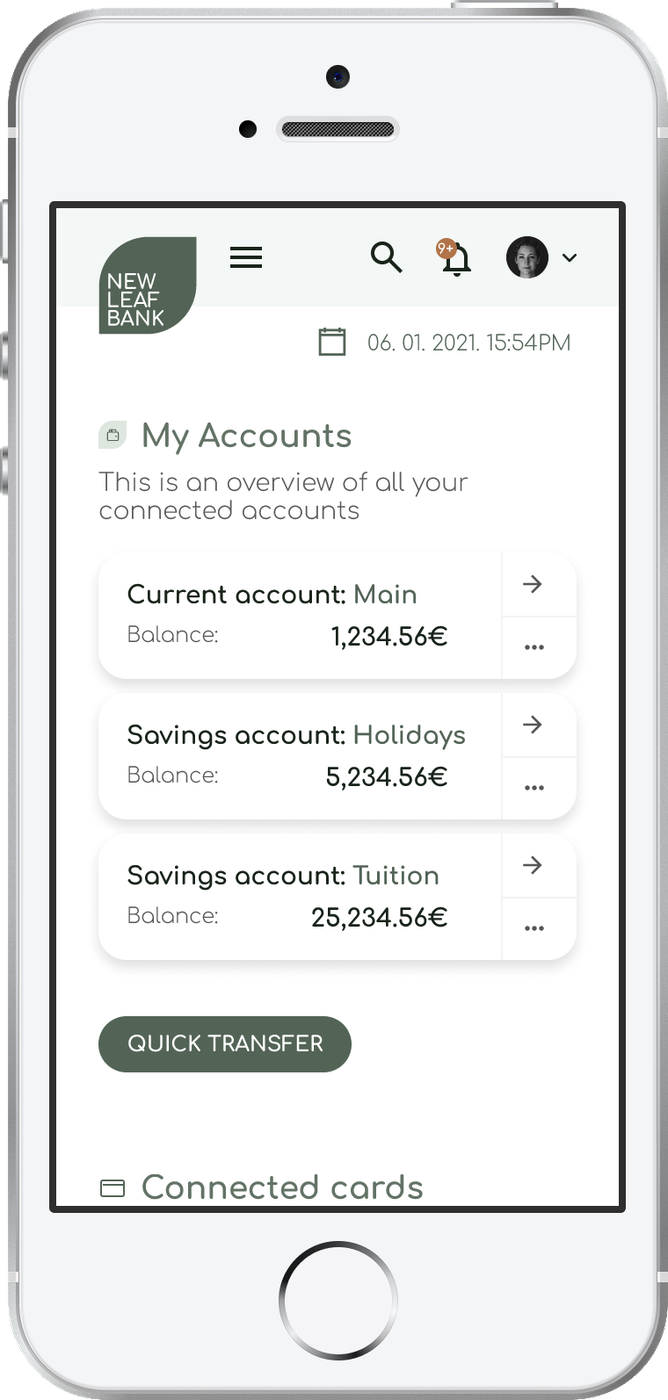 NEW
LEAF
BANK
9+
06. 01. 2021. 15:54PM
My Accounts
This is an overview of all your
connected accounts
Current account: Main
Balance: 1,234.56€
Savings account: Holidays
Balance: 5,234.56€
Savings account: Tuition
Balance: 25,234.56€
QUICK TRANSFER
Connected cards